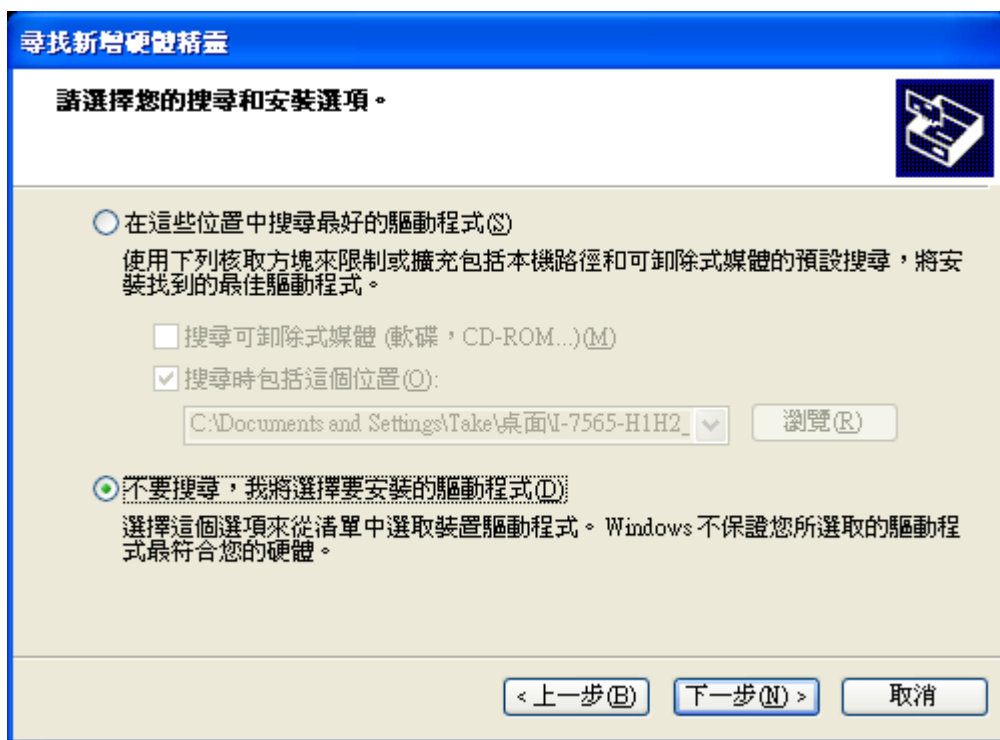 尋找新增硬體精靈
請選擇您的搜尋和安裝選項。
在這些位置中搜尋最好的驅動程式(S)
使用下列核取方塊來限制或擴充包括本機路徑和可卸除式媒體的預設搜尋，將安
裝找到的最佳驅動程式。
搜尋可卸除式媒體 (軟碟，CD-ROM...)(M)
搜尋時包括這個位置(O):
C:\Documents and Settings\Take\桌面\I-7565-H1H2_
瀏覽(R)
不要搜尋，我將選擇要安裝的驅動程式(D)
選擇這個選項來從清單中選取裝置驅動程式。Windows 不保證您所選取的驅動程
式最符合您的硬體。
< 上一步(B) 下一步(N) > 取消